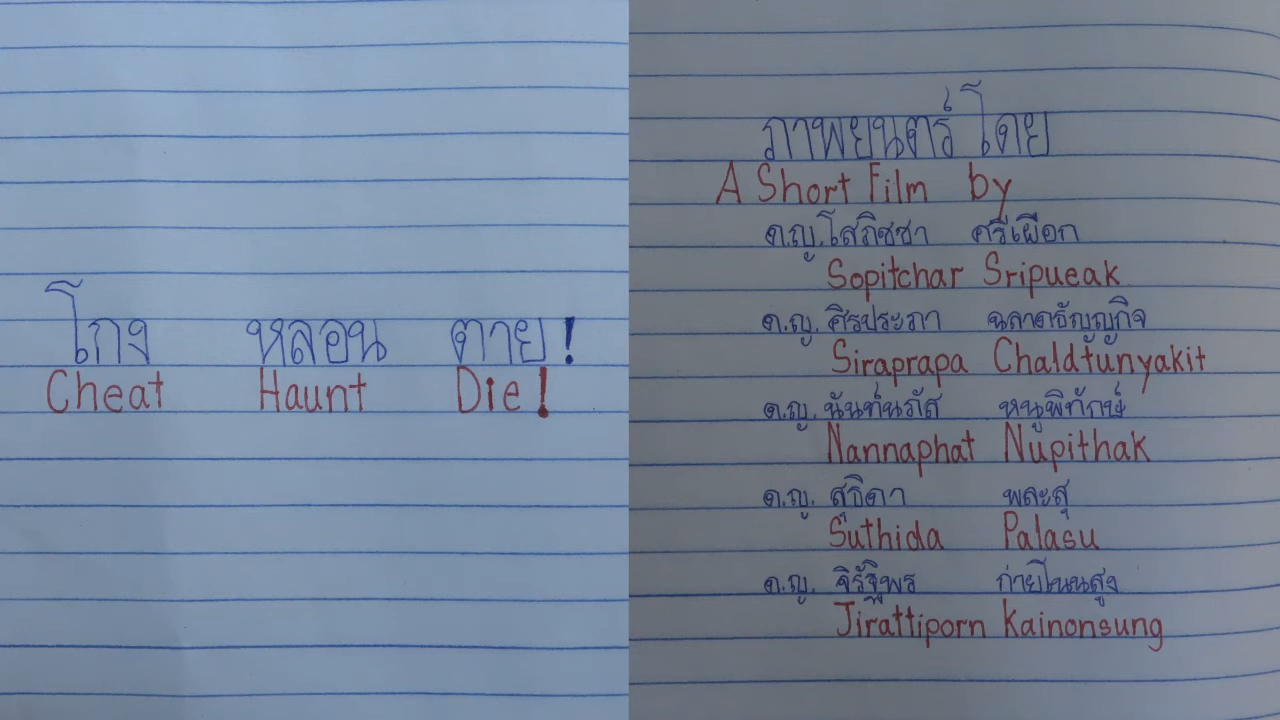 โกง หลอน ตาย!
Cheat Haunt Die!
ภาพยนตร์ โดย
A Short Film by
ด.ญ. โสภิชชา ศรีเผือก
Sopitchar Sripueak
ด.ญ. ศิรประภา ฉลาดธัญญกิจ
Siraprapa Chaldtunyakit
ด.ญ. นันท์นภัส หนูพิทักษ์
Nannaphat Nupithak
ด.ญ. สุธิดา พละสุ
Suthida Palasu
ด.ญ. จิรัฐิพร ก่ายโนนสูง
Jirattiporn Kainonsung